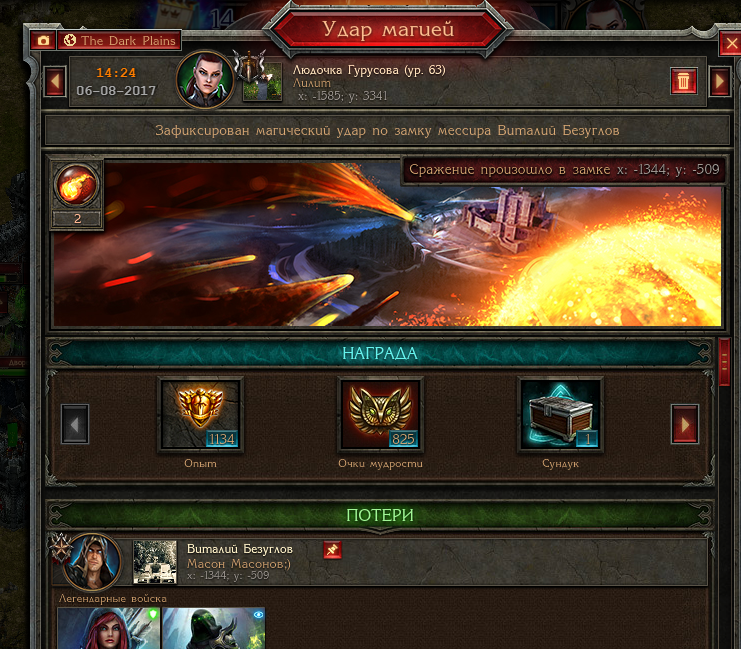 Удар магией
The Dark Plains
14:24
06-08-2017
Людочка Гурусова (ур. 63)
Лилит
x: -1585; y: 3341
Зафиксирован магический удар по замку мессира Виталий Безуглов
Сражение произошло в замке x: -1344; y: -509
2
НАГРАДА
1134
825
1
Опыт
Очки мудрости
Сундук
ПОТЕРИ
Виталий Безуглов
Масон Масонов;)
x: -1344; y: -509
Легендарные войска